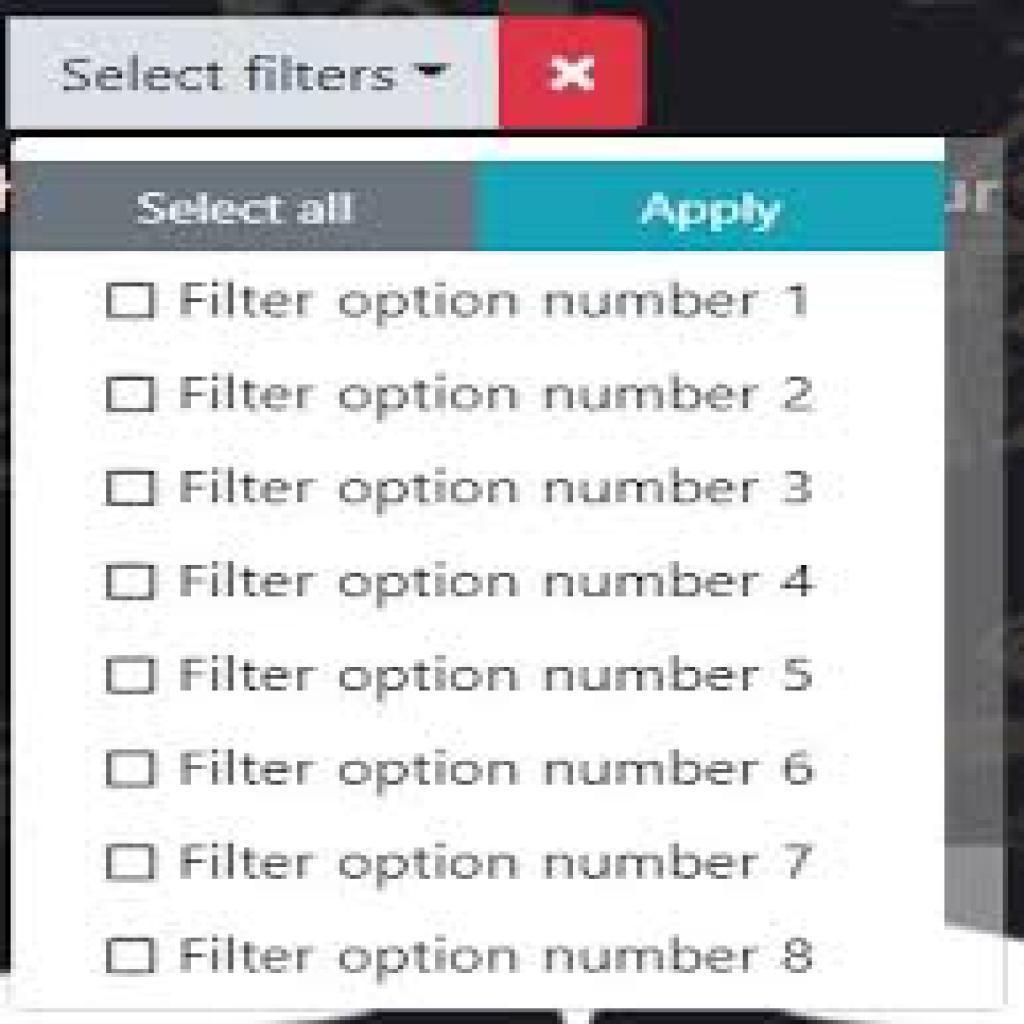 Select filters
Select all Apply
Filter option number 1
Filter option number 2
Filter option number 3
Filter option number 4
Filter option number 5
Filter option number 6
Filter option number 7
Filter option number 8